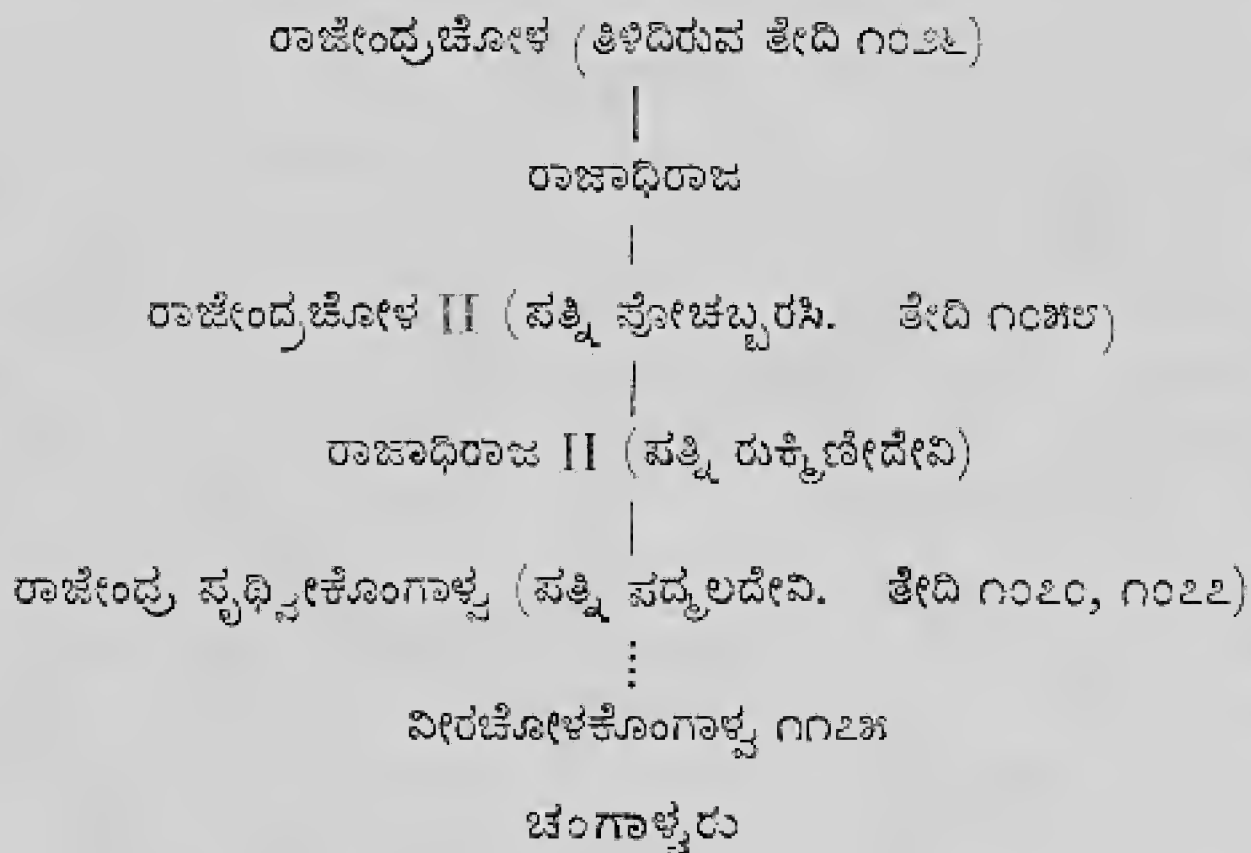 ರಾಜೇಂದ್ರಚೋಳ (ತಿಳಿದಿರುವ ತೇದಿ ೧೦೨೬)
ರಾಜಾಧಿರಾಜ
ರಾಜೇಂದ್ರಚೋಳ II (ಪತ್ನಿ ಪೋಚಬ್ಬರಸಿ. ತೇದಿ ೧೦೫೮)
ರಾಜಾಧಿರಾಜ II (ಪತ್ನಿ ರುಕ್ಮಿಣೀದೇವಿ)
ರಾಜೇಂದ್ರ ಪೃಥ್ವೀಕೊಂಗಾಳ್ವ (ಪತ್ನಿ ಪದ್ಮಲದೇವಿ. ತೇದಿ ೧೦೭೦, ೧೦೭೭)
ವೀರಚೋಳಕೊಂಗಾಳ್ವ ೧೧೭೫
ಚಂಗಾಳ್ವರು